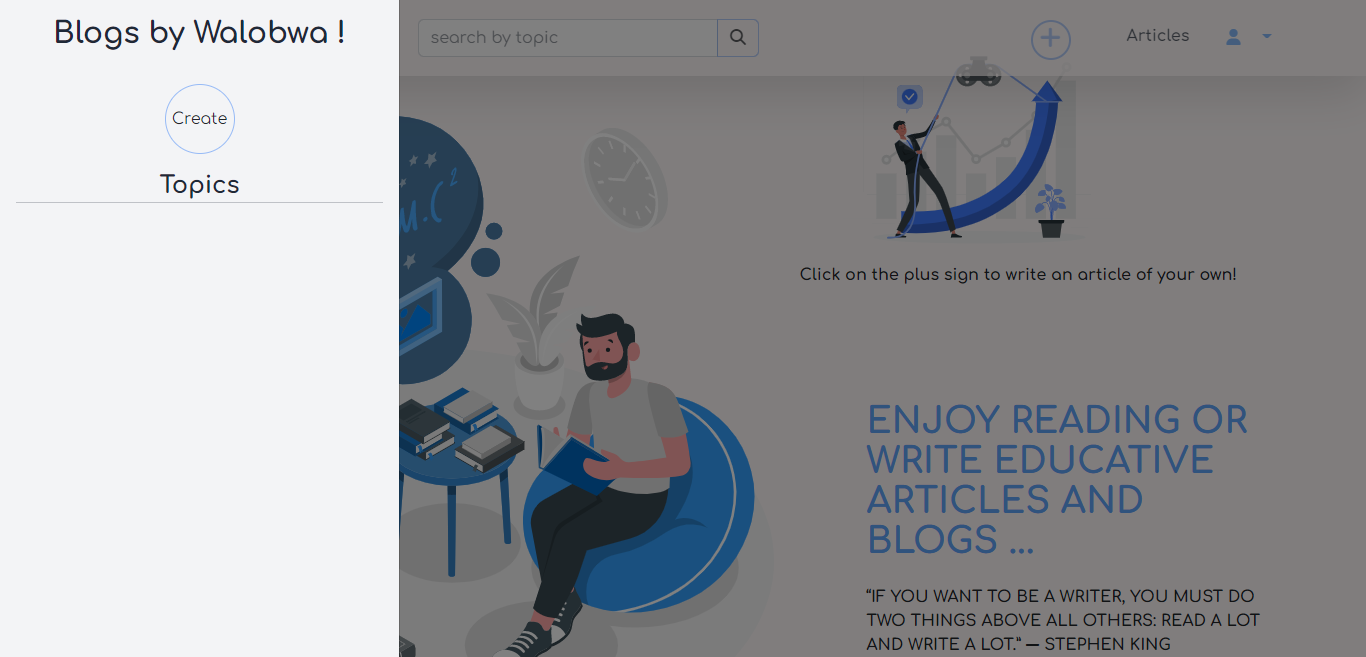 Blogs by Walobwa !
Create
Topics
search by topic
Articles
Click on the plus sign to write an article of your own!
ENJOY READING OR
WRITE EDUCATIVE
ARTICLES AND
BLOGS ...
“IF YOU WANT TO BE A WRITER, YOU MUST DO
TWO THINGS ABOVE ALL OTHERS: READ A LOT
AND WRITE A LOT.” — STEPHEN KING